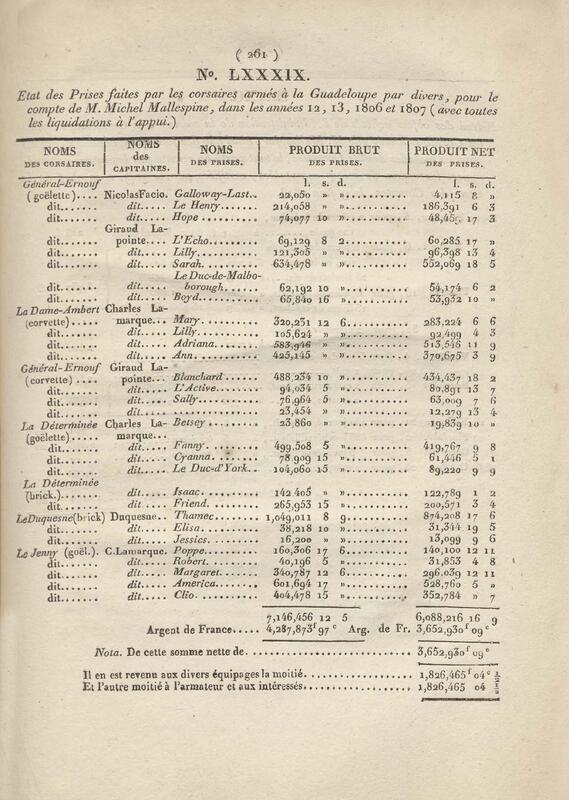 ( 261 )
No. LXXXIX.
Etat des Prises faites par les corsaires armés à la Guadeloupe par divers, pour le
compte de M. Michel Mallespine, dans les années 12, 13, 1806 et 1807 (avec toutes
les liquidations à l'appui.)
NOMS DES CORSAIRES. NOMS des CAPITAINES. NOMS DES PRISES. PRODUIT BRUT DES PRISES. PRODUIT NET DES PRISES.
Général-Ernouf l. s. d. l. s. d.
(goëlette).... NicolasFacio. Galloway-Last.. 22,050 » »......... 4,115 8 »
dit....... dit..... Le Henry....... 214,058 » »......... 186,391 6 3
dit....... dit..... Hope.......... 74,077 10 »......... 48,459 17 3
Giraud La-
dit....... pointe.... L'Echo........ 69,129 8 2......... 60,285 17 »
dit....... dit..... Lilly.......... 121,305 » »......... 96,398 13 4
dit....... dit..... Sarah.......... 634,478 » »......... 552,069 18 5
Le Duc-de-Malbo-
dit....... dit..... borough....... 62,192 10 »......... 54,174 6 2
dit....... dit..... Boyd.......... 65,840 16 »......... 53,932 10 »
La Dame-Ambert Charles La-
(corvette).... marque... Mary.......... 320,231 12 6......... 283,224 6 6
dit....... dit..... Lilly.......... 105,624 » »......... 92,499 4 3
dit....... dit..... Adriana........ 583,946 » »......... 513,546 11 9
dit....... dit..... Ann.......... 425,145 » »......... 370,675 3 9
Général-Ernouf Giraud La-
(corvette).... pointe... Blanchard...... 488,234 10 »......... 434,437 18 2
dit....... dit..... L'Active........ 94,034 5 »......... 80,891 13 7
dit....... dit..... Sally.......... 76,964 5 »......... 63,009 7 6
dit....... dit..... .............. 23,454 » »......... 12,279 13 4
La Déterminée Charles La- Betsey......... 23,860 » »......... 19,839 10 »
(goëlette).... marque...
dit....... dit..... Fanny......... 499,508 5 »......... 419,767 9 8
dit....... dit..... Cyanna........ 78,909 15 »......... 61,446 5 1
dit....... dit..... Le Duc-d'York... 104,060 15 »......... 89,220 9 9
La Déterminée
(brick.)...... dit..... Isaac.......... 142,405 » »......... 122,789 1 2
dit....... dit..... Friend......... 265,953 15 »......... 200,571 3 4
LeDuquesne(brick) Duquesne.. Thamec........ 1,049,011 8 9......... 874,208 17 6
dit....... dit..... Elisa.......... 38,218 10 »......... 31,344 19 5
dit....... dit..... Jessics......... 16,200 » »......... 13,099 9 6
Le Jenny (goël.) C.Lamarque. Poppe......... 160,306 17 6......... 140,100 12 11
dit....... dit..... Robert......... 40,196 5 »......... 31,853 4 8
dit....... dit..... Margaret....... 340,787 12 6......... 296,039 12 11
dit....... dit..... America........ 601,694 17 »......... 528,760 5 »
dit....... dit..... Clio.......... 404,478 15 »......... 352,784 » 7
7,146,456 12 5 6,088,216 16 9
Argent de France..... 4,287,873f 97c Arg. de Fr. 3,652,930f 09c
Nota. De cette somme nette de............................ 3,652,930f 09c
Il en est revenu aux divers équipages la moitié................... 1,826,465f 04c ½
Et l'autre moitié à l'armateur et aux intéressés................... 1,826,465 04 ½